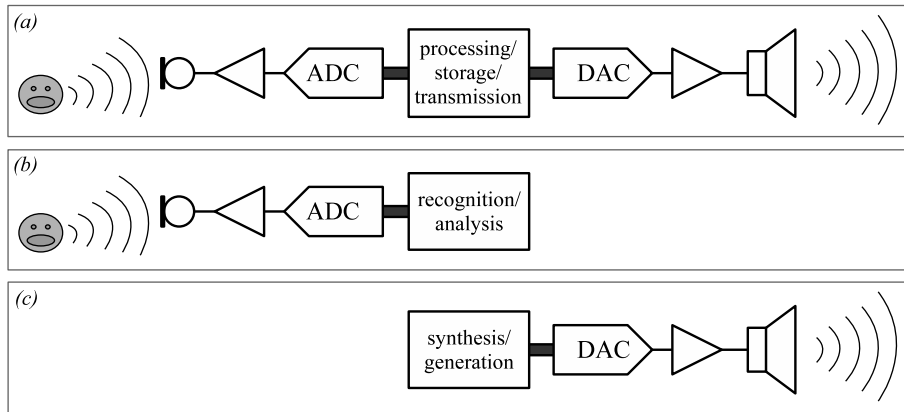 (a)
ADC
processing/
storage/
transmission
DAC
(b)
ADC
recognition/
analysis
(c)
synthesis/
generation
DAC